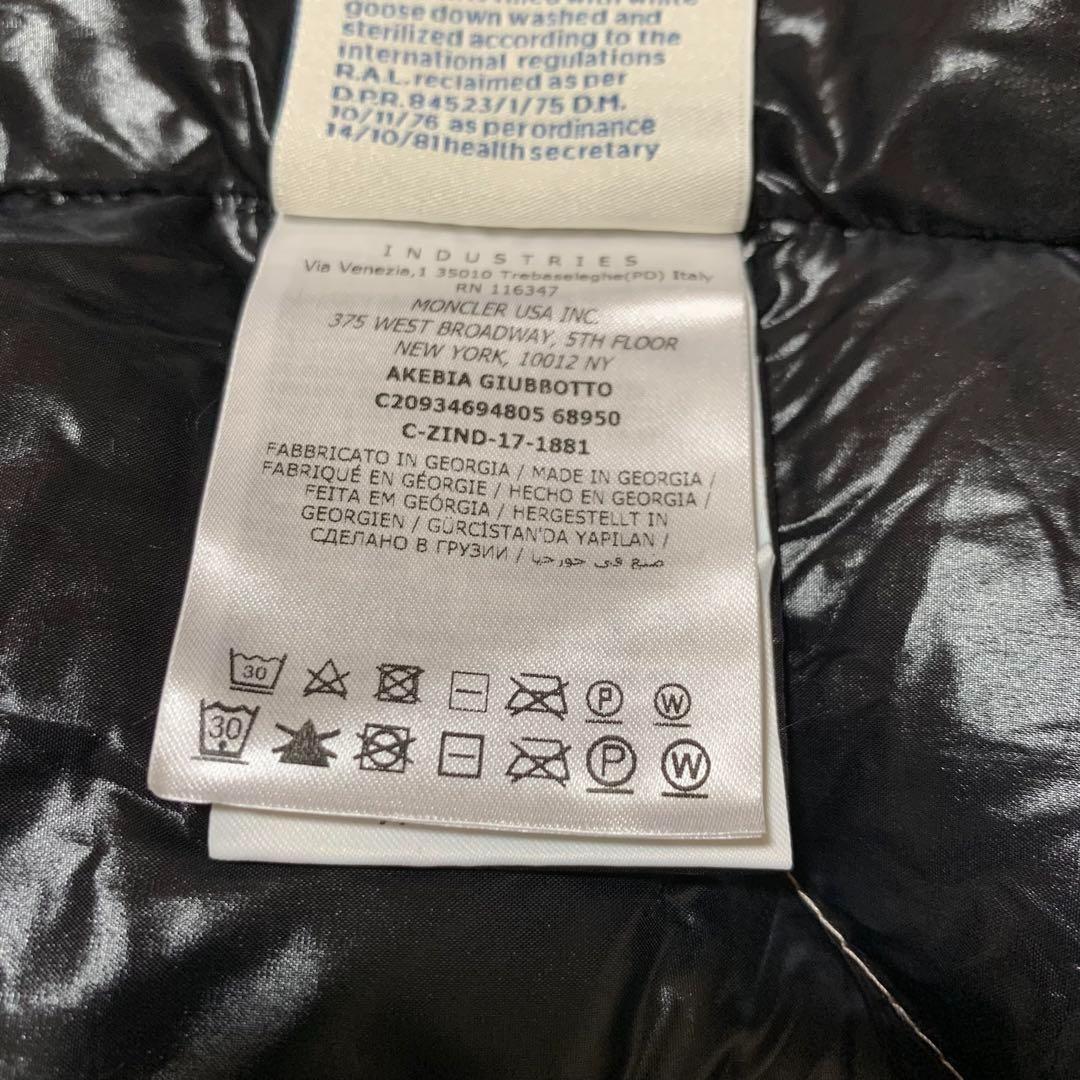 goose down washed and
sterilized according to the
international regulations
R.A.L. reclaimed as per
D.P.R. 84523/1/75 D.M.
10/11/76 as per ordinance
14/10/81 health secretary
INDUSTRIES
Via Venezia,1 35010 Trebaseleghe(PD) Italy
RN 116347
MONCLER USA INC.
375 WEST BROADWAY, 5TH FLOOR
NEW YORK, 10012 NY
AKEBIA GIUBBOTTO
C20934694805 68950
C-ZIND-17-1881
FABBRICATO IN GEORGIA / MADE IN GEORGIA /
FABRIQUÉ EN GÉORGIE / HECHO EN GEORGIA /
FEITA EM GEÓRGIA / HERGESTELLT IN
GEORGIEN / GÜRCİSTAN'DA YAPILAN /
СДЕЛАНО В ГРУЗИИ / صنع في جورجيا
30 P W
30 P W